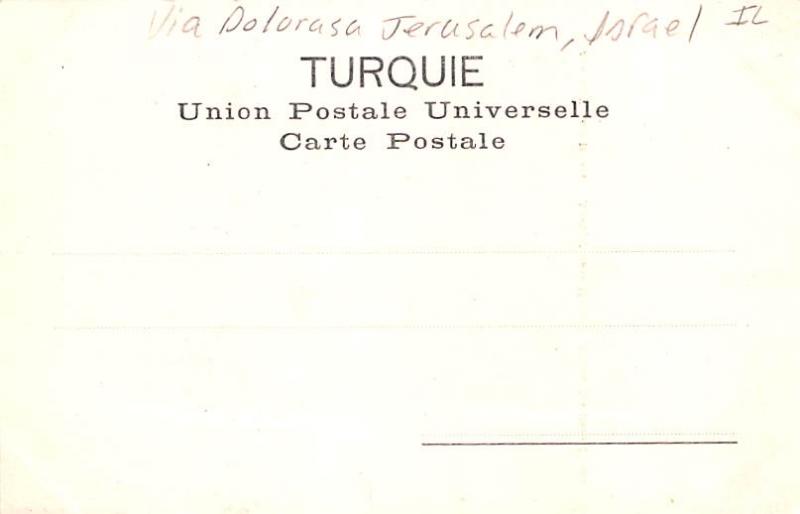 Via Dolorasa Jerusalem, Israel IL
TURQUIE
Union Postale Universelle
Carte Postale